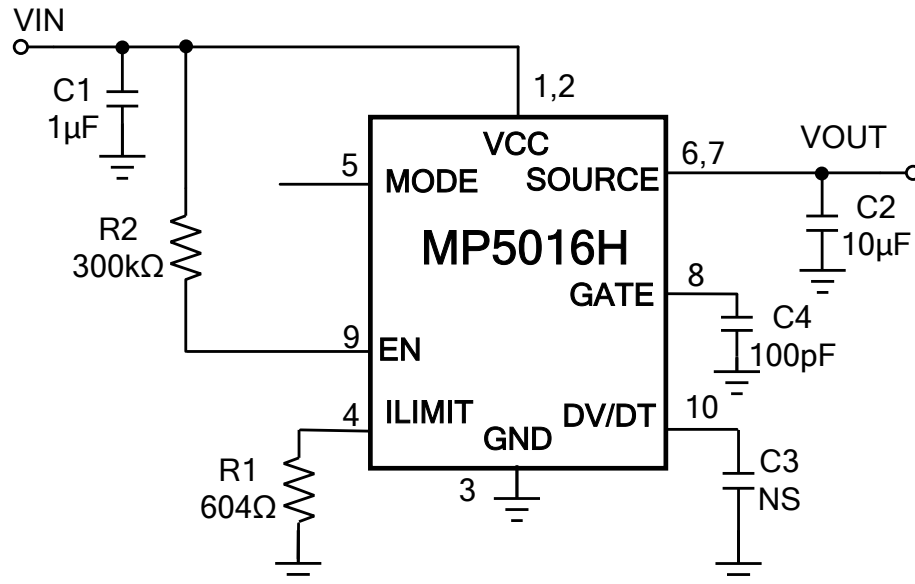 VIN
C1
1µF
1,2
VCC
5
MODE
SOURCE
6,7
VOUT
R2
300kΩ
MP5016H
C2
10µF
GATE
8
C4
100pF
9
EN
4
ILIMIT
GND
DV/DT
10
R1
604Ω
3
C3
NS